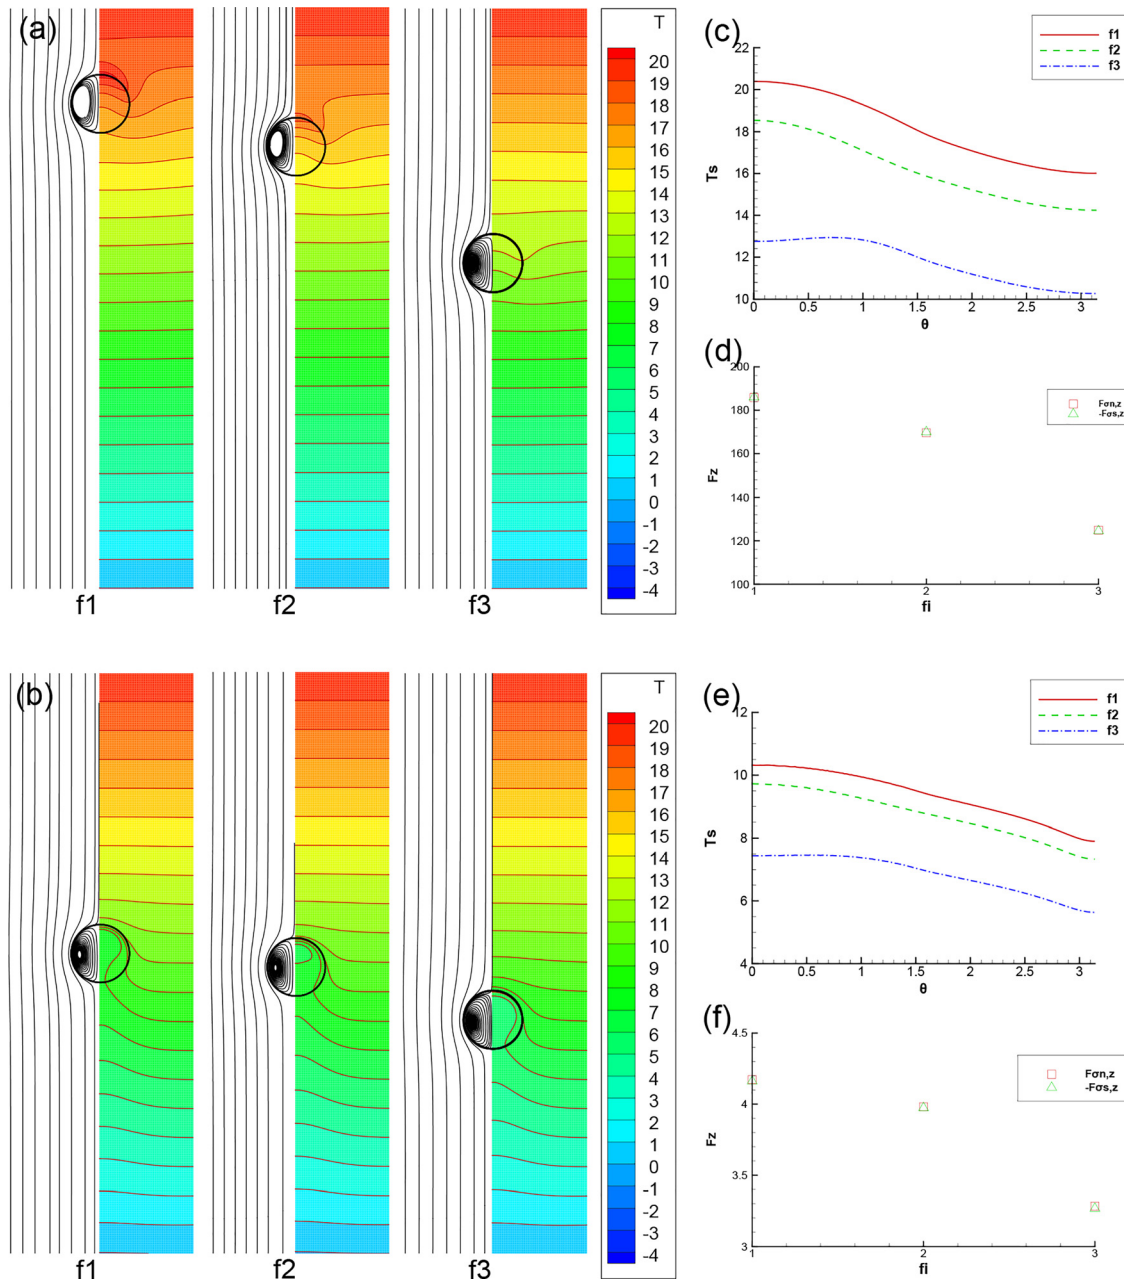 (a)
f1
f2
f3
T
20
19
18
17
16
15
14
13
12
11
10
9
8
7
6
5
4
3
2
1
0
-1
-2
-3
-4
(c)
f1
f2
f3
22
20
18
16
14
12
10
Ts
0 0.5 1 1.5 2 2.5 3
θ
(d)
Fσn,z
-Fσs,z
200
180
160
140
120
100
Fz
1 2 3
fi
(b)
f1
f2
f3
T
20
19
18
17
16
15
14
13
12
11
10
9
8
7
6
5
4
3
2
1
0
-1
-2
-3
-4
(e)
f1
f2
f3
12
10
8
6
4
Ts
0 0.5 1 1.5 2 2.5 3
θ
(f)
Fσn,z
-Fσs,z
4.5
4
3.5
3
Fz
1 2 3
fi